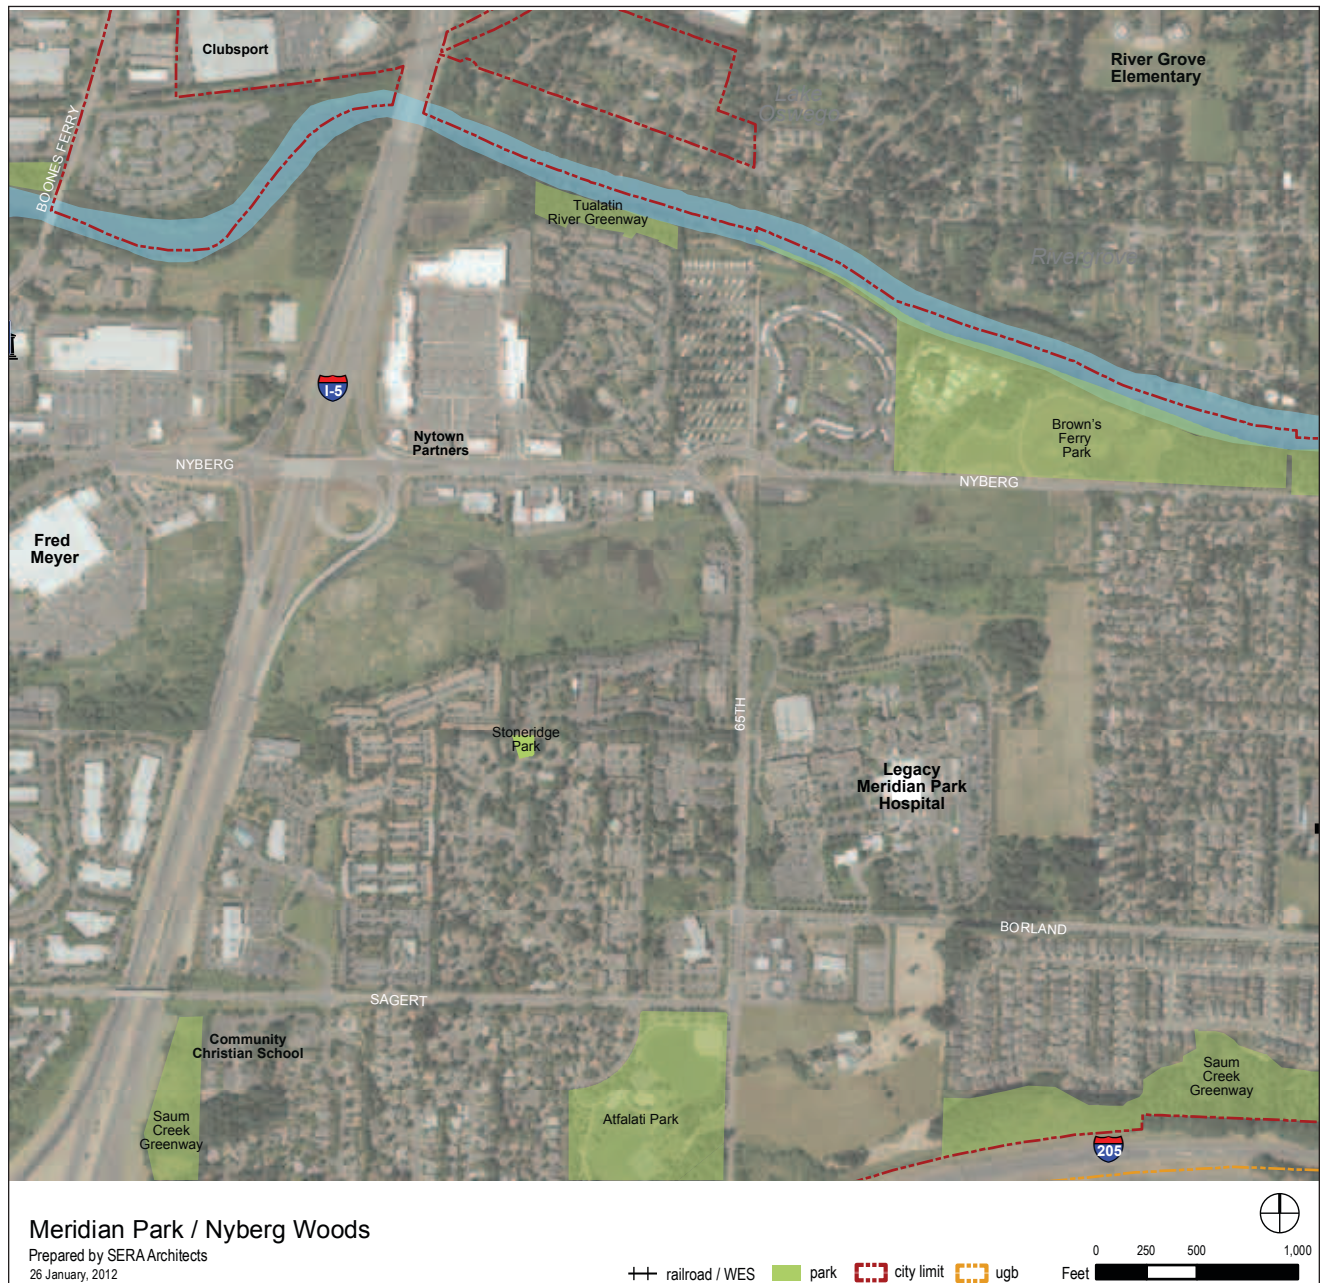 Clubsport
River Grove
Elementary
BOONES FERRY
Tualatin
River Greenway
Rivergrove
I-5
Nytown
Partners
Brown's
Ferry
Park
NYBERG
NYBERG
Fred
Meyer
65TH
Stoneridge
Park
Legacy
Meridian Park
Hospital
BORLAND
SAGERT
Community
Christian School
Saum
Creek
Greenway
Atfalati Park
Saum
Creek
Greenway
205
Meridian Park / Nyberg Woods
Prepared by SERA Architects
26 January, 2012
railroad / WES
park
city limit
ugb
Feet
0 250 500 1,000